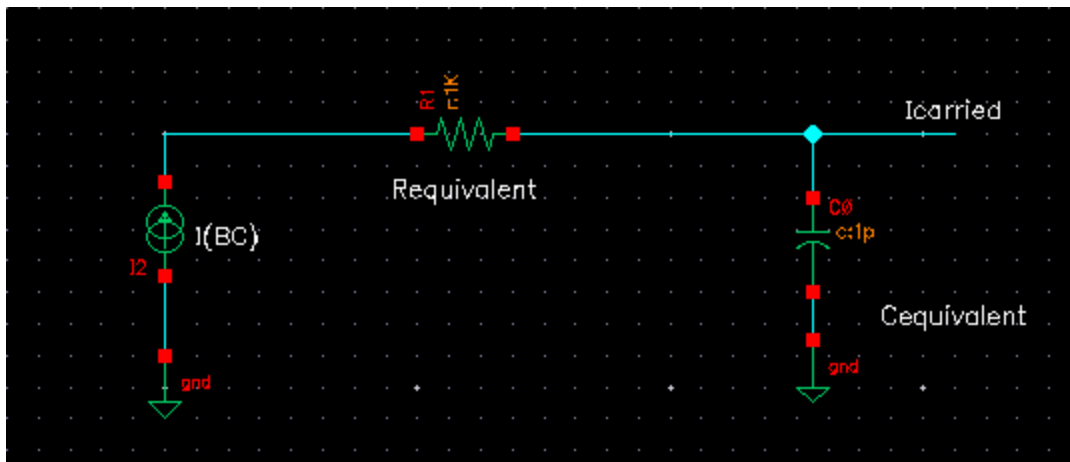 R1
r:1K
Icarried
Requivalent
C0
c:1p
I(BC)
I2
Cequivalent
gnd
gnd